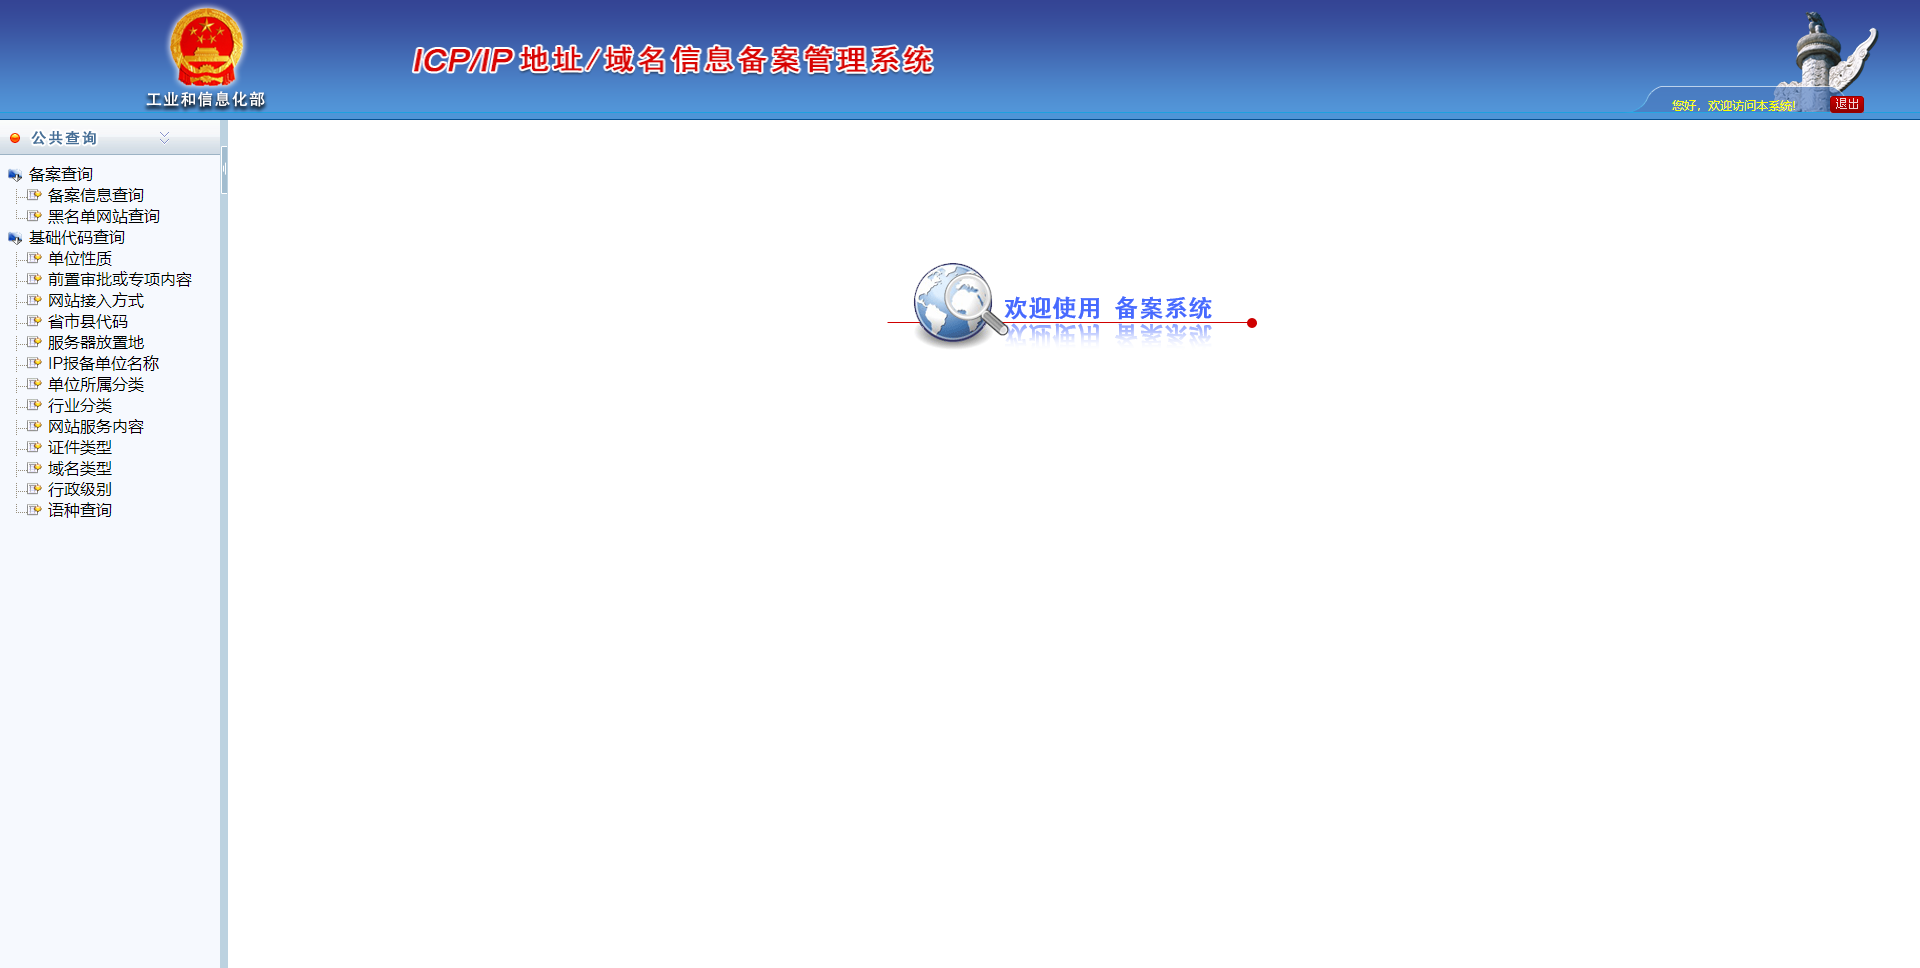 工业和信息化部
ICP/IP 地址/域名信息备案管理系统
您好，欢迎访问本系统!
退出
公共查询
备案查询
备案信息查询
黑名单网站查询
基础代码查询
单位性质
前置审批或专项内容
网站接入方式
省市县代码
服务器放置地
IP报备单位名称
单位所属分类
行业分类
网站服务内容
证件类型
域名类型
行政级别
语种查询
欢迎使用 备案系统